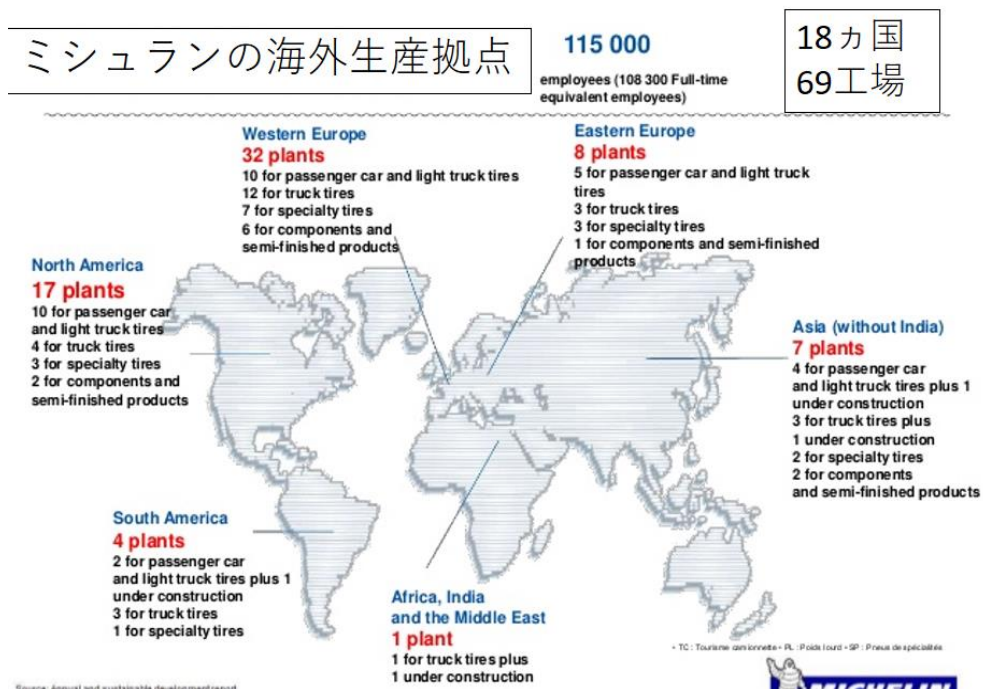 ミシュランの海外生産拠点
115 000
employees (108 300 Full-time
equivalent employees)
18ヵ国
69工場
Western Europe
32 plants
10 for passenger car and light truck tires
12 for truck tires
7 for specialty tires
6 for components and
semi-finished products
Eastern Europe
8 plants
5 for passenger car and light truck
tires
3 for truck tires
3 for specialty tires
1 for components and semi-finished
products
North America
17 plants
10 for passenger car
and light truck tires
4 for truck tires
3 for specialty tires
2 for components and
semi-finished products
Asia (without India)
7 plants
4 for passenger car
and light truck tires plus 1
under construction
3 for truck tires plus
1 under construction
2 for specialty tires
2 for components
and semi-finished products
South America
4 plants
2 for passenger car
and light truck tires plus 1
under construction
3 for truck tires
1 for specialty tires
Africa, India
and the Middle East
1 plant
1 for truck tires plus
1 under construction
• TC : Tourisme camionnette • PL : Poids lourd • SP : Pneus de spécialités
Source: Annual and sustainable development report
MICHELIN